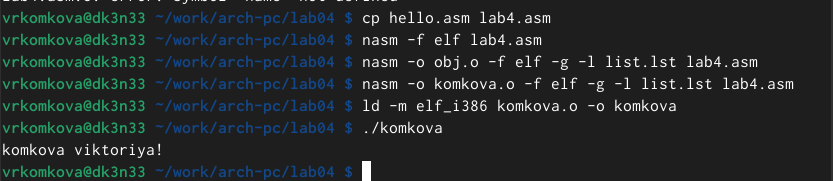 vrkomkova@dk3n33 ~/work/arch-pc/lab04 $ cp hello.asm lab4.asm
vrkomkova@dk3n33 ~/work/arch-pc/lab04 $ nasm -f elf lab4.asm
vrkomkova@dk3n33 ~/work/arch-pc/lab04 $ nasm -o obj.o -f elf -g -l list.lst lab4.asm
vrkomkova@dk3n33 ~/work/arch-pc/lab04 $ nasm -o komkova.o -f elf -g -l list.lst lab4.asm
vrkomkova@dk3n33 ~/work/arch-pc/lab04 $ ld -m elf_i386 komkova.o -o komkova
vrkomkova@dk3n33 ~/work/arch-pc/lab04 $ ./komkova
komkova viktoriya!
vrkomkova@dk3n33 ~/work/arch-pc/lab04 $